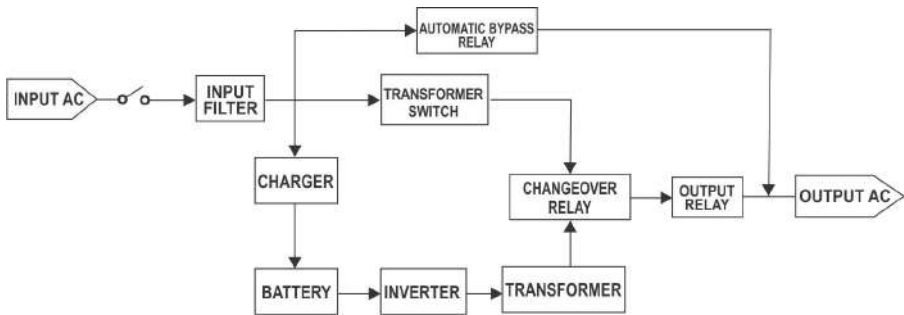 AUTOMATIC BYPASS
RELAY
INPUT AC
INPUT
FILTER
TRANSFORMER
SWITCH
CHARGER
CHANGEOVER
RELAY
OUTPUT
RELAY
OUTPUT AC
BATTERY
INVERTER
TRANSFORMER